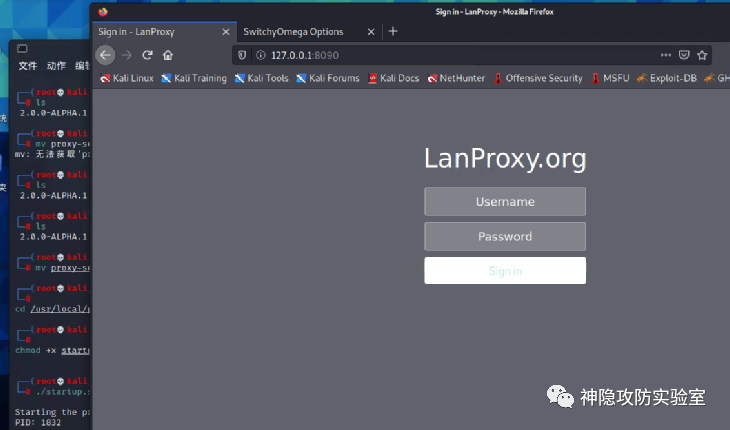 Sign in - LanProxy - Mozilla Firefox
Sign in - LanProxy
SwitchyOmega Options
127.0.0.1:8090
Kali Linux
Kali Training
Kali Tools
Kali Forums
Kali Docs
NetHunter
Offensive Security
MSFU
Exploit-DB
GH
文件 动作 编辑
(root kali
ls
2.0.0-ALPHA.1
(root kali
mv proxy-se
mv: 无法获取'p
(root kali
ls
2.0.0-ALPHA.1
(root kali
ls
2.0.0-ALPHA.1
(root kali
mv proxy-se
(root kali
cd /usr/local/p
(root kali
chmod +x start
(root kali
./startup.s
Starting the p
PID: 1832
LanProxy.org
Username
Password
Sign in
神隐攻防实验室